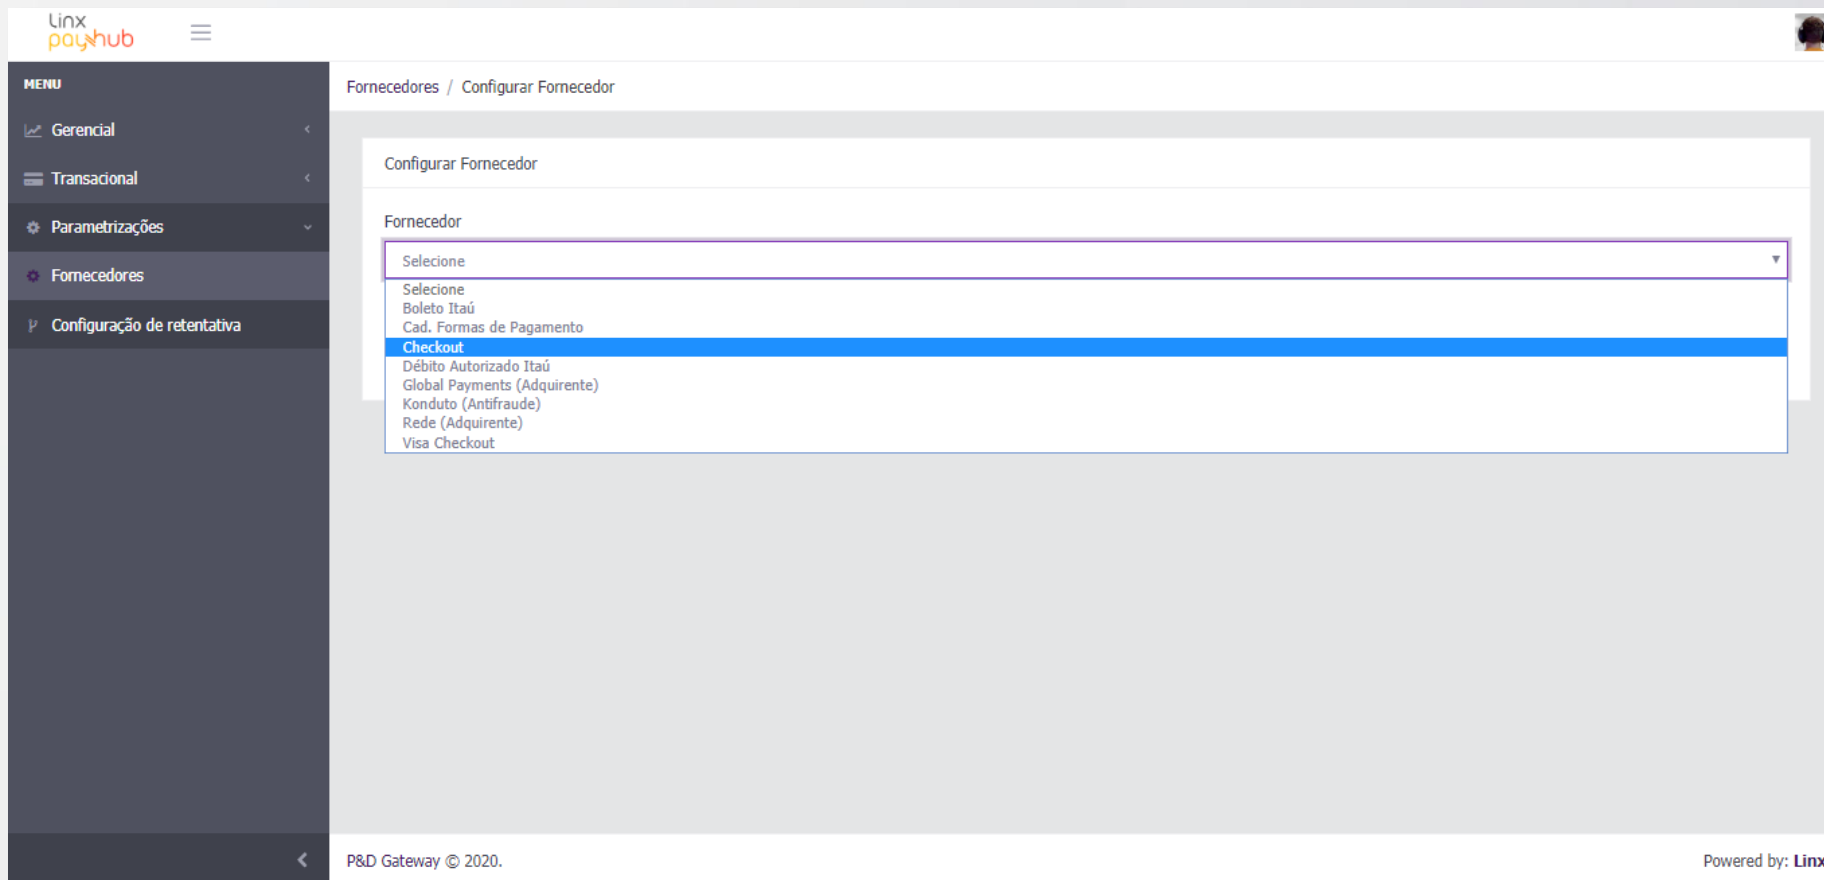 Linx
payhub
MENU
Gerencial
Transacional
Parametrizações
Fornecedores
Configuração de retentativa
Fornecedores / Configurar Fornecedor
Configurar Fornecedor
Fornecedor
Selecione
Selecione
Boleto Itaú
Cad. Formas de Pagamento
Checkout
Débito Autorizado Itaú
Global Payments (Adquirente)
Konduto (Antifraude)
Rede (Adquirente)
Visa Checkout
P&D Gateway © 2020.
Powered by: Linx